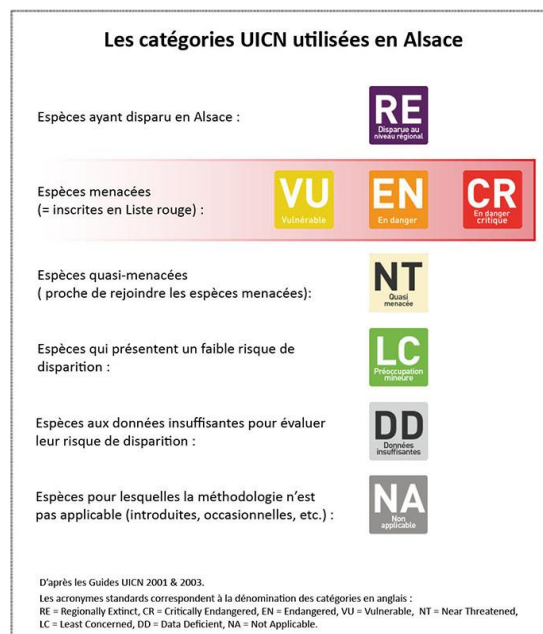 Les catégories UICN utilisées en Alsace
Espèces ayant disparu en Alsace :
RE
Disparue au
niveau régional
Espèces menacées
(= inscrites en Liste rouge) :
VU
Vulnérable
EN
En danger
CR
En danger
critique
Espèces quasi-menacées
( proche de rejoindre les espèces menacées):
NT
Quasi
menacée
Espèces qui présentent un faible risque de
disparition :
LC
Préoccupation
mineure
Espèces aux données insuffisantes pour évaluer
leur risque de disparition :
DD
Données
insuffisantes
Espèces pour lesquelles la méthodologie n’est
pas applicable (introduites, occasionnelles, etc.) :
NA
Non
applicable
D’après les Guides UICN 2001 & 2003.
Les acronymes standards correspondent à la dénomination des catégories en anglais :
RE = Regionally Extinct, CR = Critically Endangered, EN = Endangered, VU = Vulnerable, NT = Near Threatened,
LC = Least Concerned, DD = Data Deficient, NA = Not Applicable.